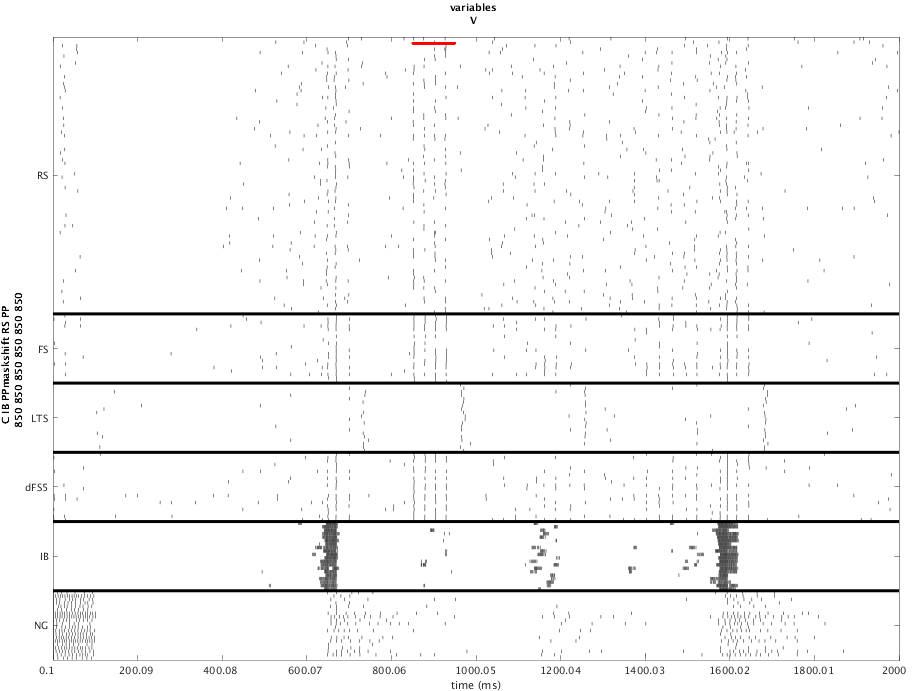 variables
V
C IB PPmaskshift RS PP
850 850 850 850 850 850
RS
FS
LTS
dFS5
IB
NG
0.1 200.09 400.08 600.07 800.06 1000.05 1200.04 1400.03 1600.02 1800.01 2000
time (ms)